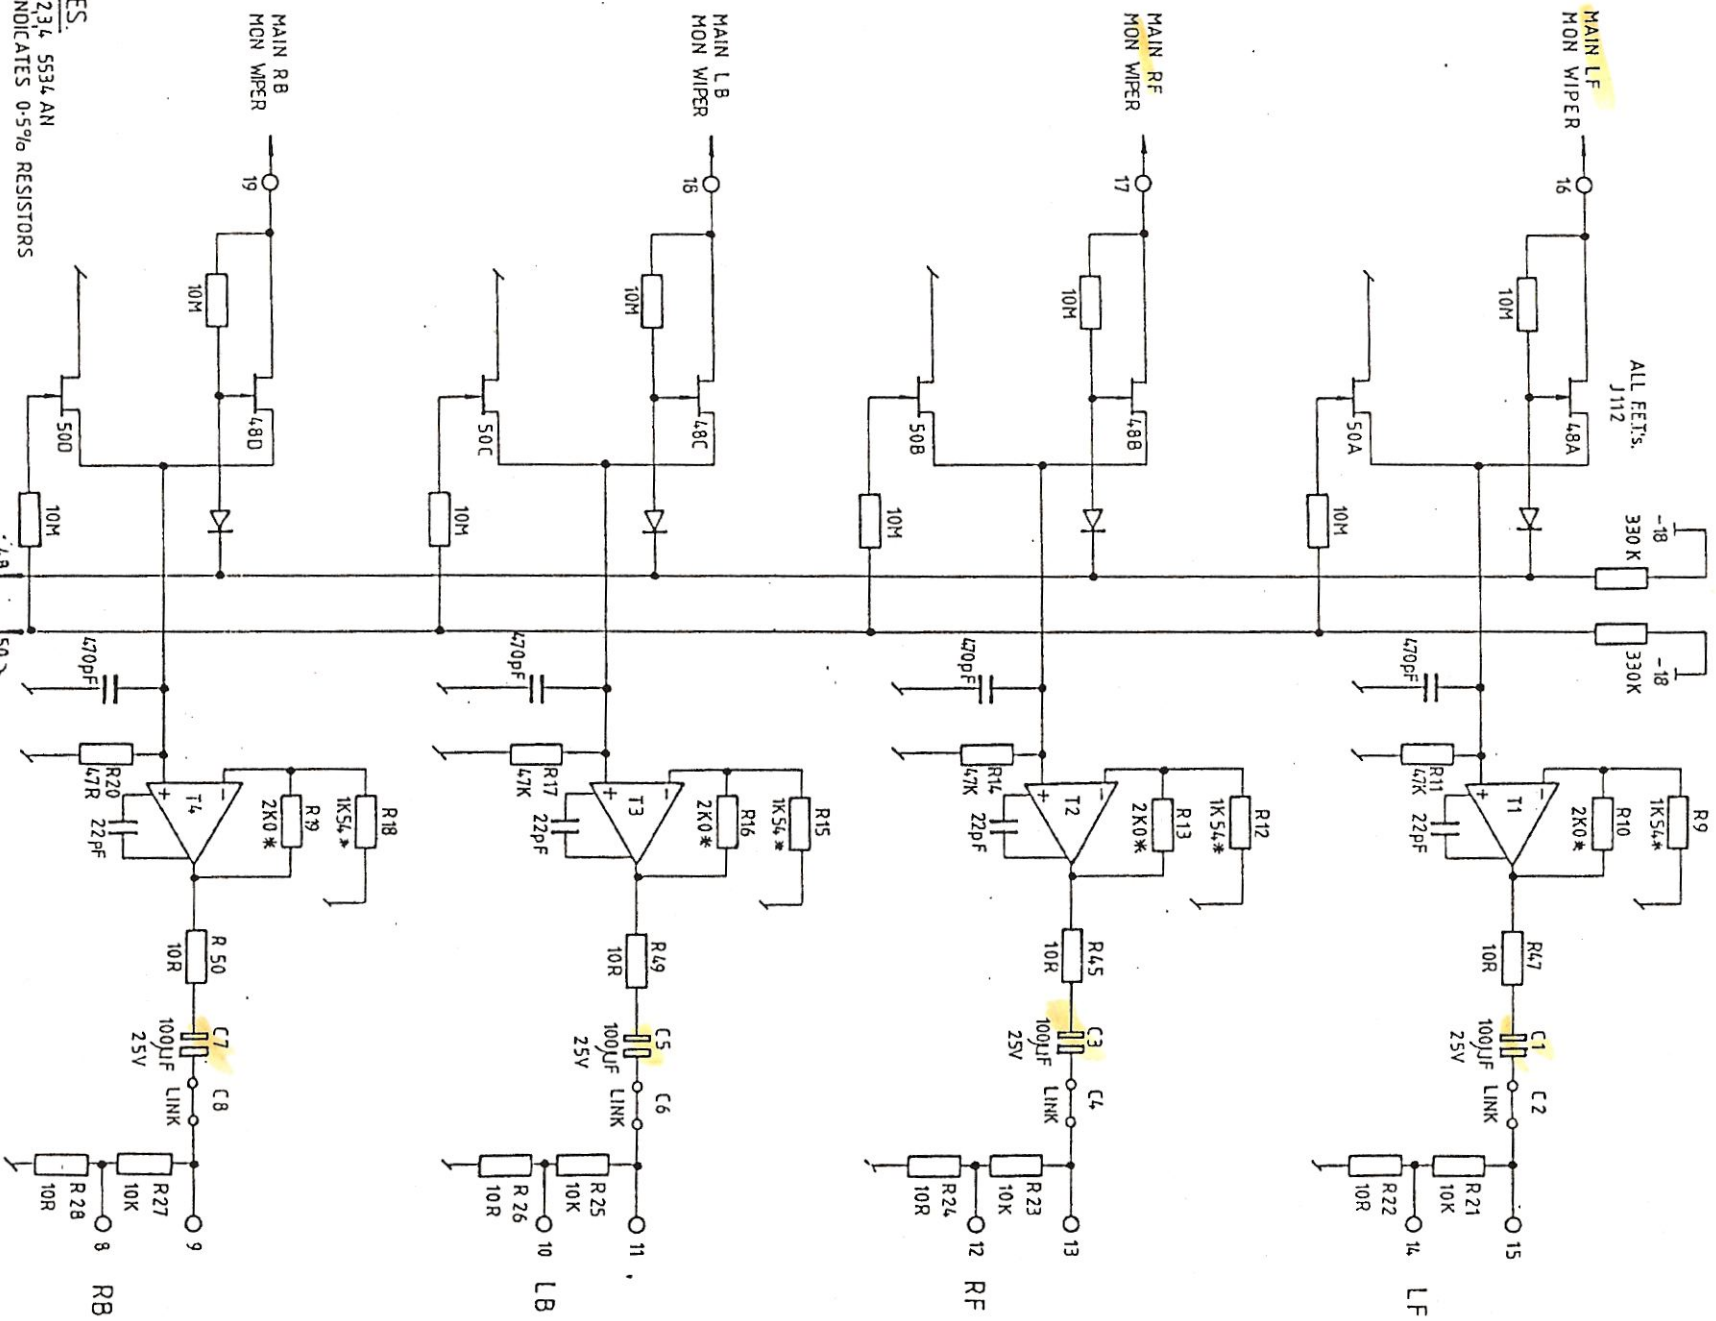 MAIN LF
MON WIPER
16
10M
ALL F.E.T's.
J112
48A
50A
10M
-18
330K
-18
330K
470pF
R11
47K
T1
+
-
22pF
R10
2K0*
R9
1K54*
R47
10R
C1
100µF
25V
C2
LINK
R21
10K
R22
10R
15
14
LF
MAIN RF
MON WIPER
17
10M
48B
50B
10M
470pF
R14
47K
T2
+
-
22pF
R13
2K0*
R12
1K54*
R45
10R
C3
100µF
25V
C4
LINK
R23
10K
R24
10R
13
12
RF
MAIN LB
MON WIPER
18
10M
48C
50C
10M
470pF
R17
47K
T3
+
-
22pF
R16
2K0*
R15
1K54*
R49
10R
C5
100µF
25V
C6
LINK
R25
10K
R26
10R
11
10
LB
MAIN RB
MON WIPER
19
10M
48D
50D
10M
470pF
R20
47R
T4
+
-
22pF
R19
2K0*
R18
1K54*
R50
10R
C7
100µF
25V
C8
LINK
R27
10K
R28
10R
9
8
RB
ES.
2,3,4 5534 AN
NDICATES 0·5% RESISTORS